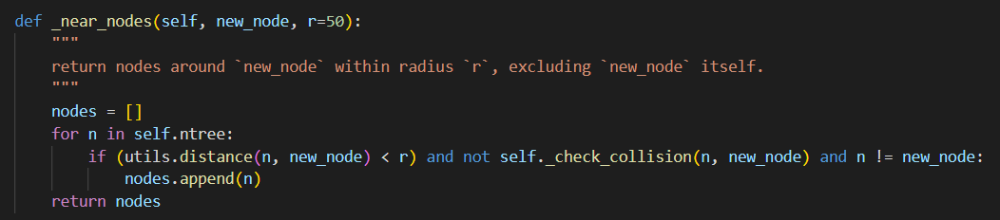 def _near_nodes(self, new_node, r=50):
    """
    return nodes around `new_node` within radius `r`, excluding `new_node` itself.
    """
    nodes = []
    for n in self.ntree:
        if (utils.distance(n, new_node) < r) and not self._check_collision(n, new_node) and n != new_node:
            nodes.append(n)
    return nodes